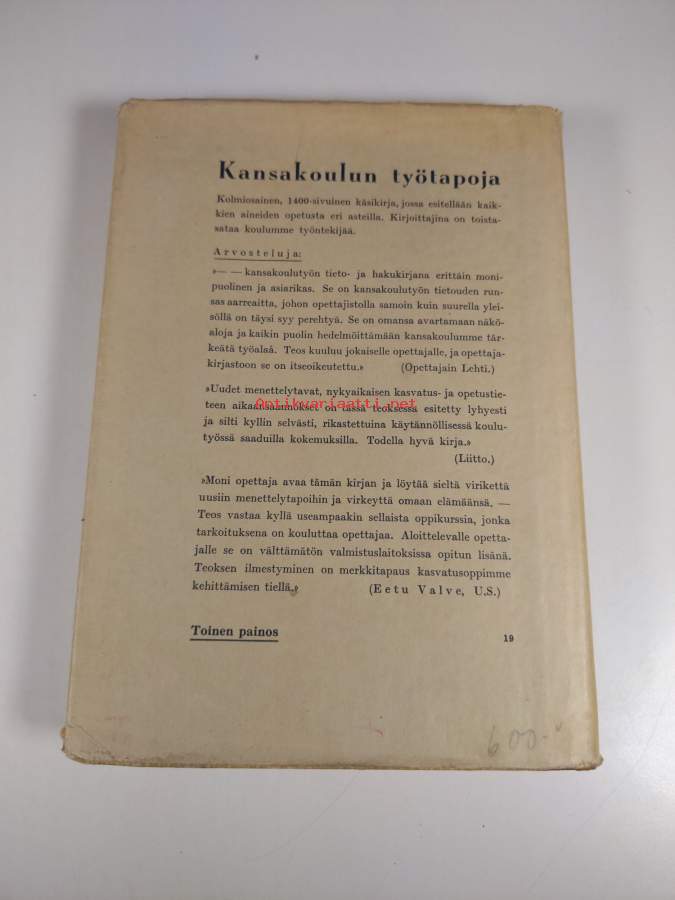 Kansakoulun työtapoja
Kolmiosainen, 1400-sivuinen käsikirja, jossa esitellään kaik-
kien aineiden opetusta eri asteilla. Kirjoittajina on toista-
sataa koulumme työntekijää.
Arvosteluja:
»— — kansakoulutyön tieto- ja hakukirjana erittäin moni-
puolinen ja asiarikas. Se on kansakoulutyön tietouden run-
sas aarreaitta, johon opettajistolla samoin kuin suurella ylei-
söllä on täysi syy perehtyä. Se on omansa avartamaan näkö-
aloja ja kaikin puolin hedelmöittämään kansakoulumme tär-
keätä työalaa. Teos kuuluu jokaiselle opettajalle, ja opettaja-
kirjastoon se on itseoikeutettu.» (Opettajain Lehti.)
»Uudet menettelytavat, nykyaikaisen kasvatus- ja opetustie-
Antikvariaatti.net
teen aikaansaannokset on tässä teoksessa esitetty lyhyesti
ja silti kyllin selvästi, rikastettuina käytännöllisessä koulu-
työssä saaduilla kokemuksilla. Todella hyvä kirja.»
(Liitto.)
»Moni opettaja avaa tämän kirjan ja löytää sieltä virikettä
uusiin menettelytapoihin ja virkeyttä omaan elämäänsä. —
Teos vastaa kyllä useampaakin sellaista oppikurssia, jonka
tarkoituksena on kouluttaa opettajaa. Aloittelevalle opetta-
jalle se on välttämätön valmistuslaitoksissa opitun lisänä.
Teoksen ilmestyminen on merkkitapaus kasvatusoppimme
kehittämisen tiellä.» (Eetu Valve, U.S.)
Toinen painos 19
600.-